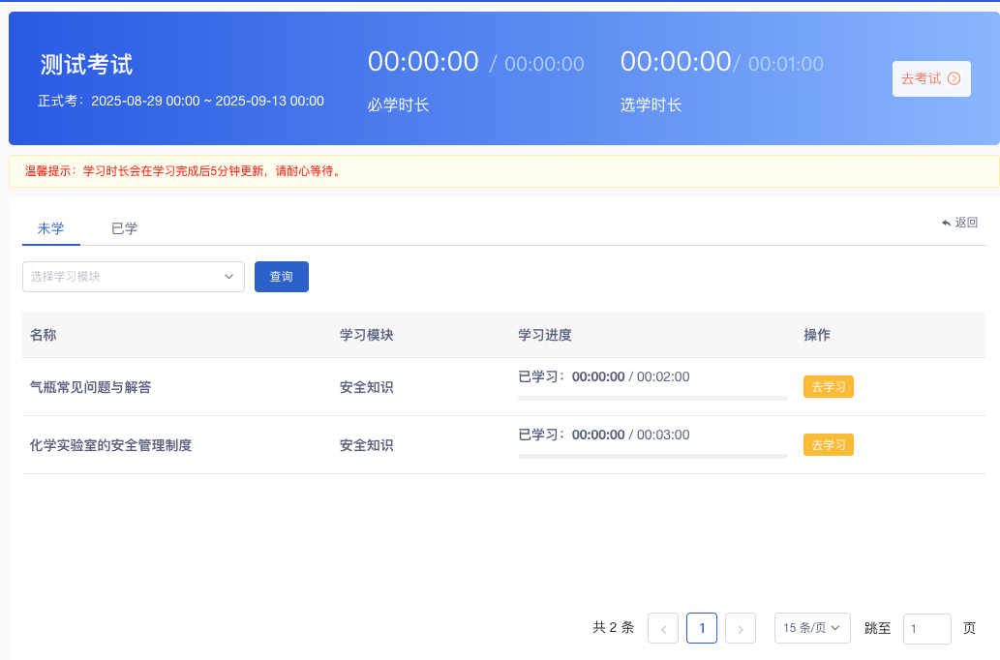 测试考试
正式考：2025-08-29 00:00 ~ 2025-09-13 00:00
00:00:00 / 00:00:00
必学时长
00:00:00/ 00:01:00
选学时长
去考试
温馨提示：学习时长会在学习完成后5分钟更新，请耐心等待。
未学 已学 返回
选择学习模块 查询
名称 学习模块 学习进度 操作
气瓶常见问题与解答 安全知识 已学习：00:00:00 / 00:02:00 去学习
化学实验室的安全管理制度 安全知识 已学习：00:00:00 / 00:03:00 去学习
共 2 条 1 15 条/页 跳至 1 页